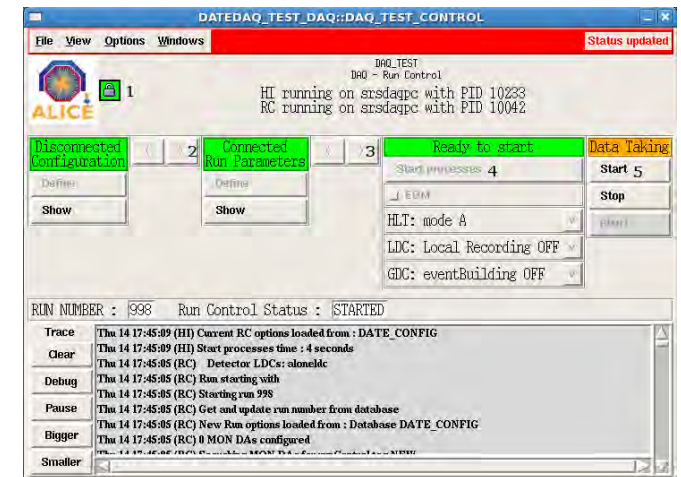 DATEDAQ_TEST_DAQ::DAQ_TEST_CONTROL
File View Options Windows
Status updated
DAQ_TEST
DAQ - Run Control
HI running on srsdaqpc with PID 10233
RC running on srsdaqpc with PID 10042
ALICE
1
Disconnected Configuration
2
Connected Run Parameters
3
Ready to start
Data Taking
Define
Define
Start processes 4
Start 5
Show
Show
EDM
Stop
HLT: mode A
LDC: Local Recording OFF
GDC: eventBuilding OFF
RUN NUMBER : 998 Run Control Status : STARTED
Trace
Clear
Debug
Pause
Bigger
Smaller
Thu 14 17:45:09 (HI) Current RC options loaded from : DATE_CONFIG
Thu 14 17:45:09 (HI) Start processes time : 4 seconds
Thu 14 17:45:05 (RC) Detector LDCs: aloneldc
Thu 14 17:45:05 (RC) Run starting with
Thu 14 17:45:05 (RC) Starting run 998
Thu 14 17:45:05 (RC) Get and update run number from database
Thu 14 17:45:05 (RC) New Run options loaded from : Database DATE_CONFIG
Thu 14 17:45:05 (RC) 0 MON DAs configured